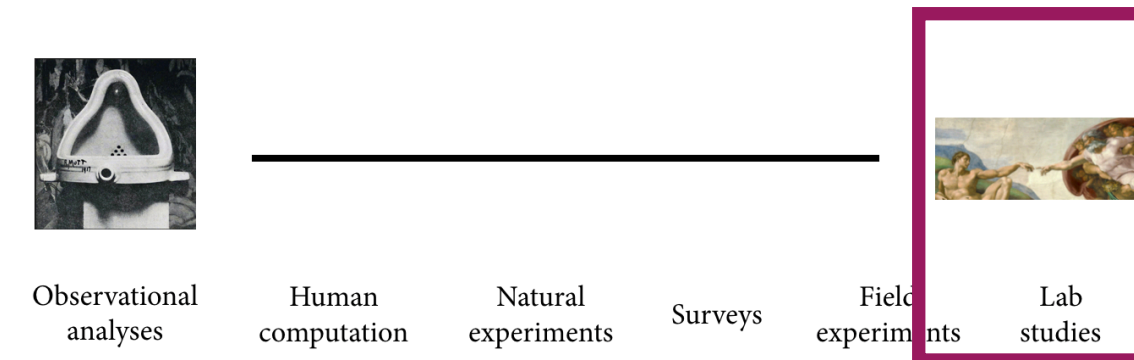 Observational
analyses
Human
computation
Natural
experiments
Surveys
Field
experiments
Lab
studies
R.MUTT
1917